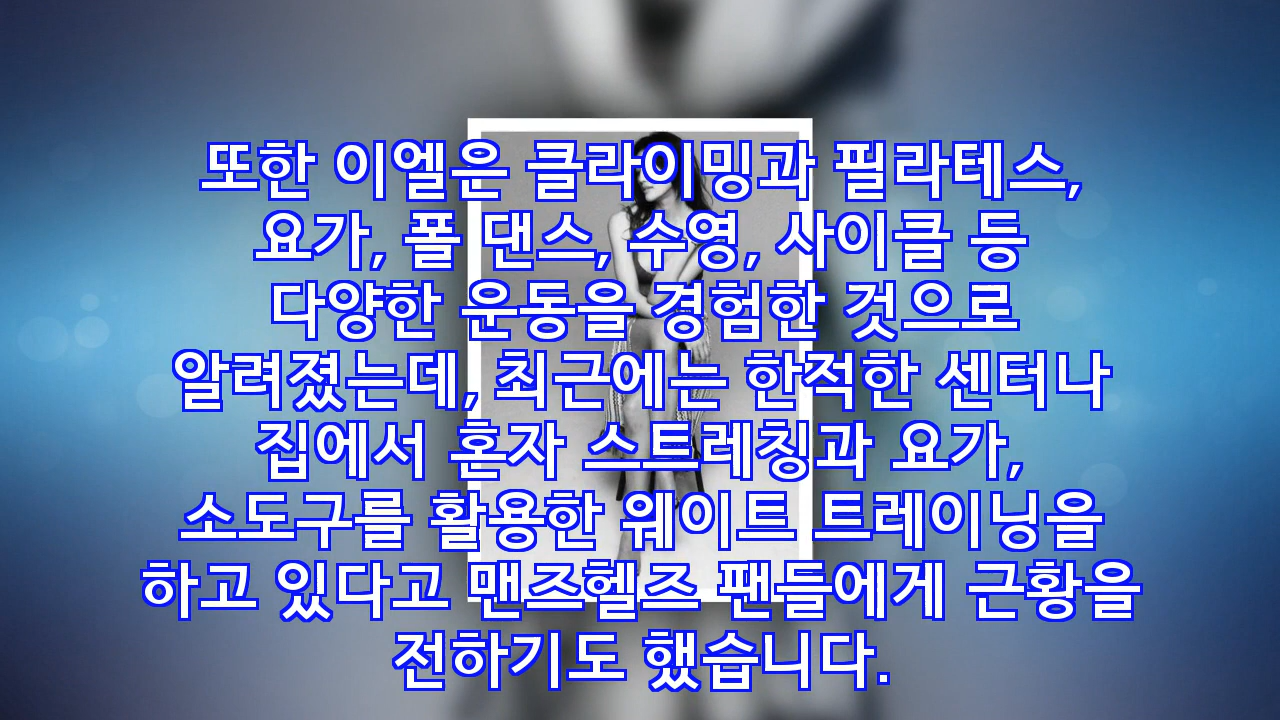 또한 이엘은 클라이밍과 필라테스,
요가, 폴 댄스, 수영, 사이클 등
다양한 운동을 경험한 것으로
알려졌는데, 최근에는 한적한 센터나
집에서 혼자 스트레칭과 요가,
소도구를 활용한 웨이트 트레이닝을
하고 있다고 맨즈헬즈 팬들에게 근황을
전하기도 했습니다.